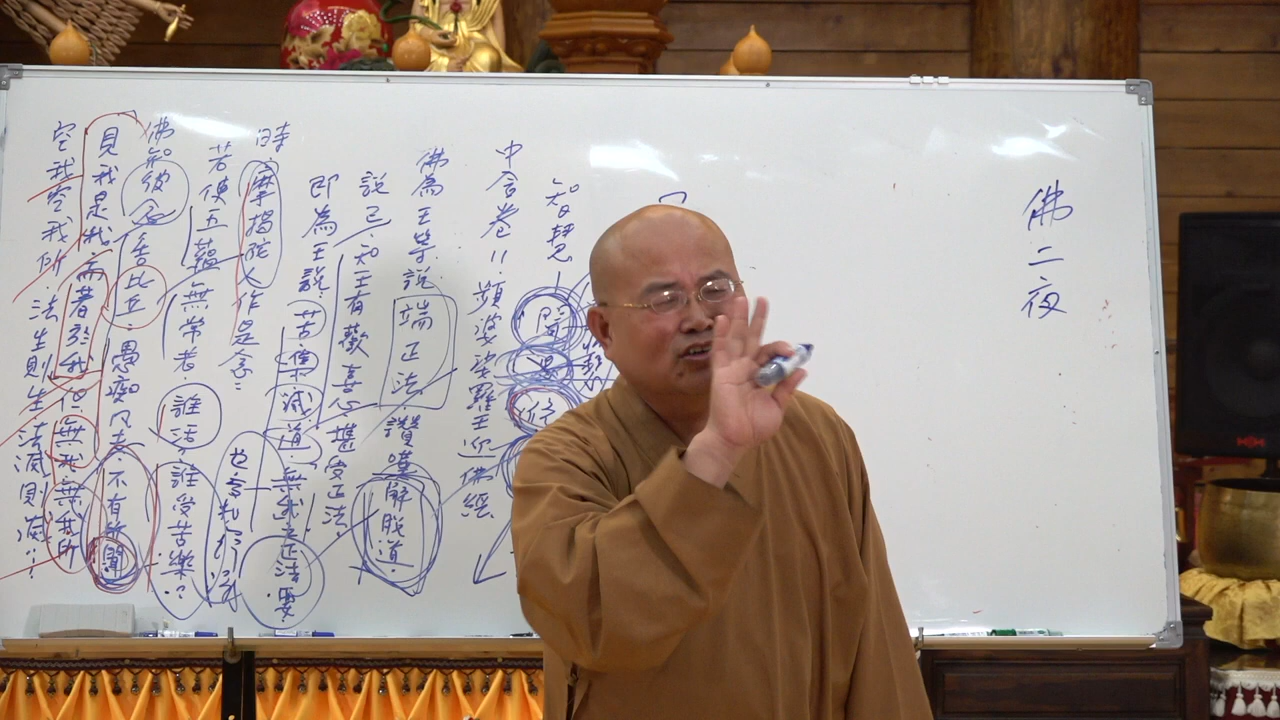 佛二夜
智慧
中含卷11:頻婆娑羅王迎佛經
佛為王等說端正法讚嘆解脫道.
說已.知王有歡喜心堪受正法.
即為王說:苦集滅道無我之正法要.
時.摩揭陀人作是念:
若使五蘊無常者.誰活.誰受苦樂?
佛知彼念.告比丘:愚痴凡夫不有所聞
見我是我.而著於我.但無我無我所
空我空我所.法生則生法滅則滅: